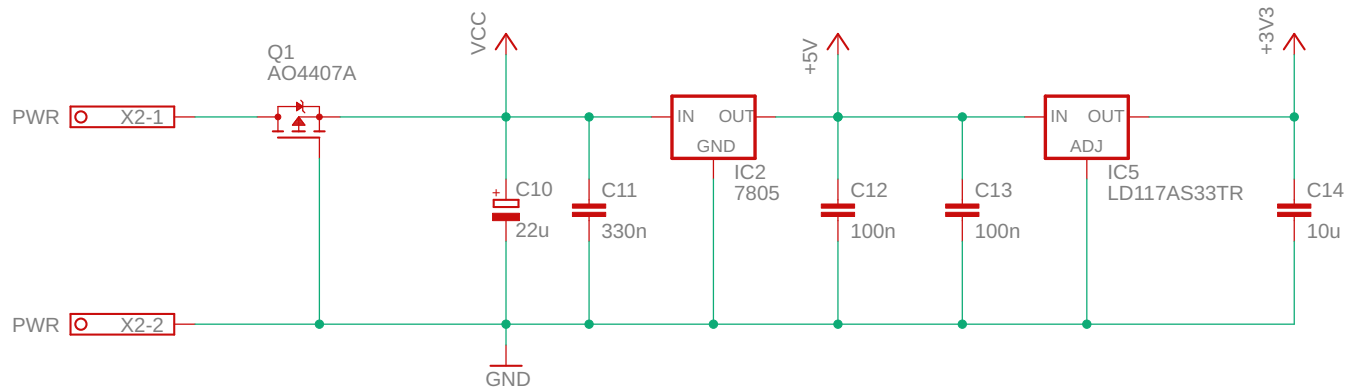 VCC
+5V
+3V3
Q1
AO4407A
PWR
X2-1
IN
OUT
GND
IC2
7805
IN
OUT
ADJ
IC5
LD117AS33TR
+
C10
22u
C11
330n
C12
100n
C13
100n
C14
10u
PWR
X2-2
GND